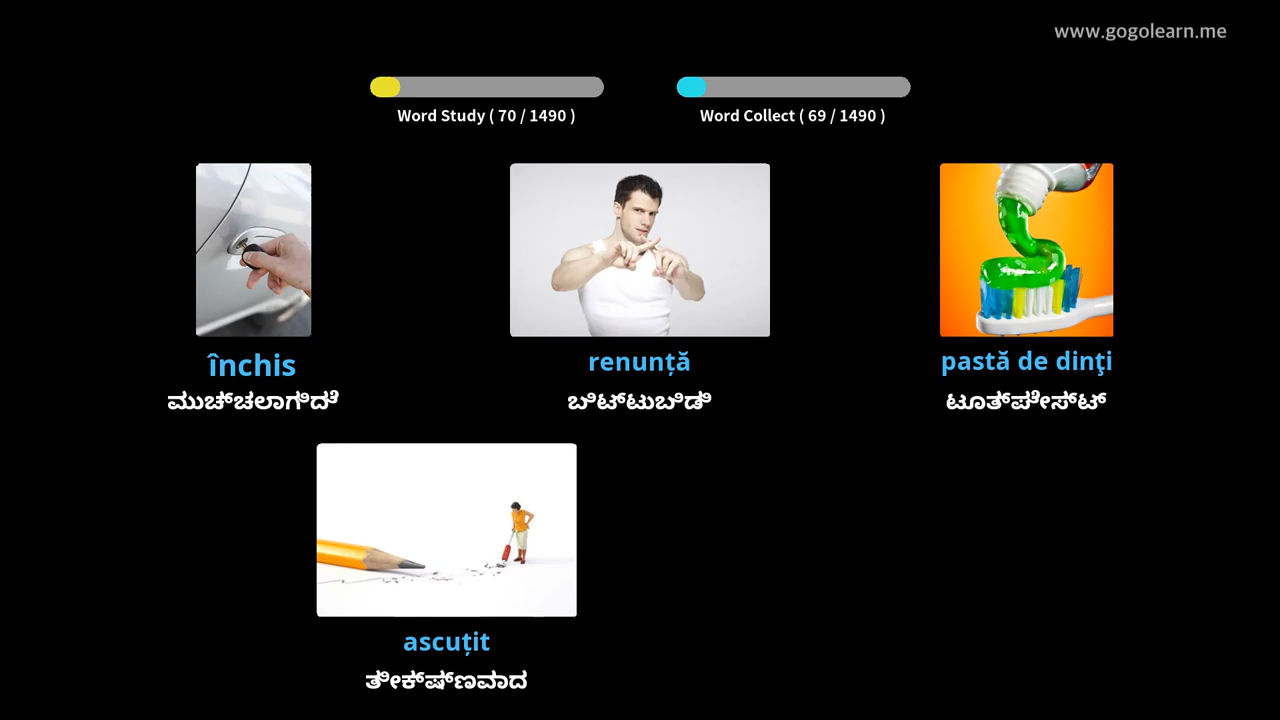 www.gogolearn.me
Word Study ( 70 / 1490 )
Word Collect ( 69 / 1490 )
închis
ಮುಚ್ಚಲಾಗಿದೆ
renunță
ಬಿಟ್ಟುಬಿಡಿ
pastă de dinţi
ಟೂತ್ಪೇಸ್ಟ್
ascuțit
ತೀಕ್ಷ್ಣವಾದ